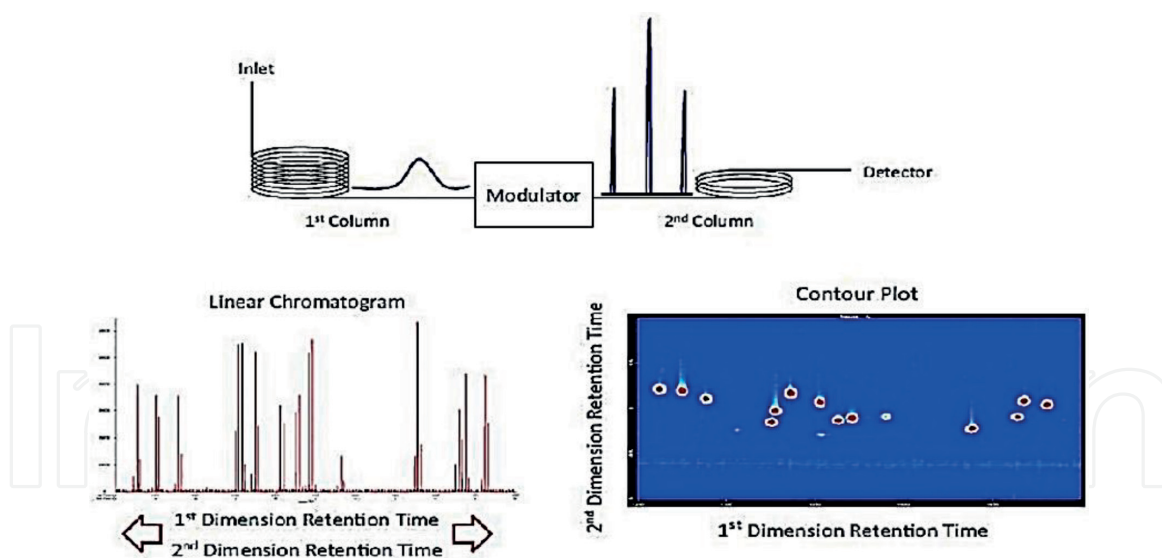 Inlet
Modulator
Detector
1st Column
2nd Column
Linear Chromatogram
1st Dimension Retention Time
2nd Dimension Retention Time
Contour Plot
2nd Dimension Retention Time
1st Dimension Retention Time